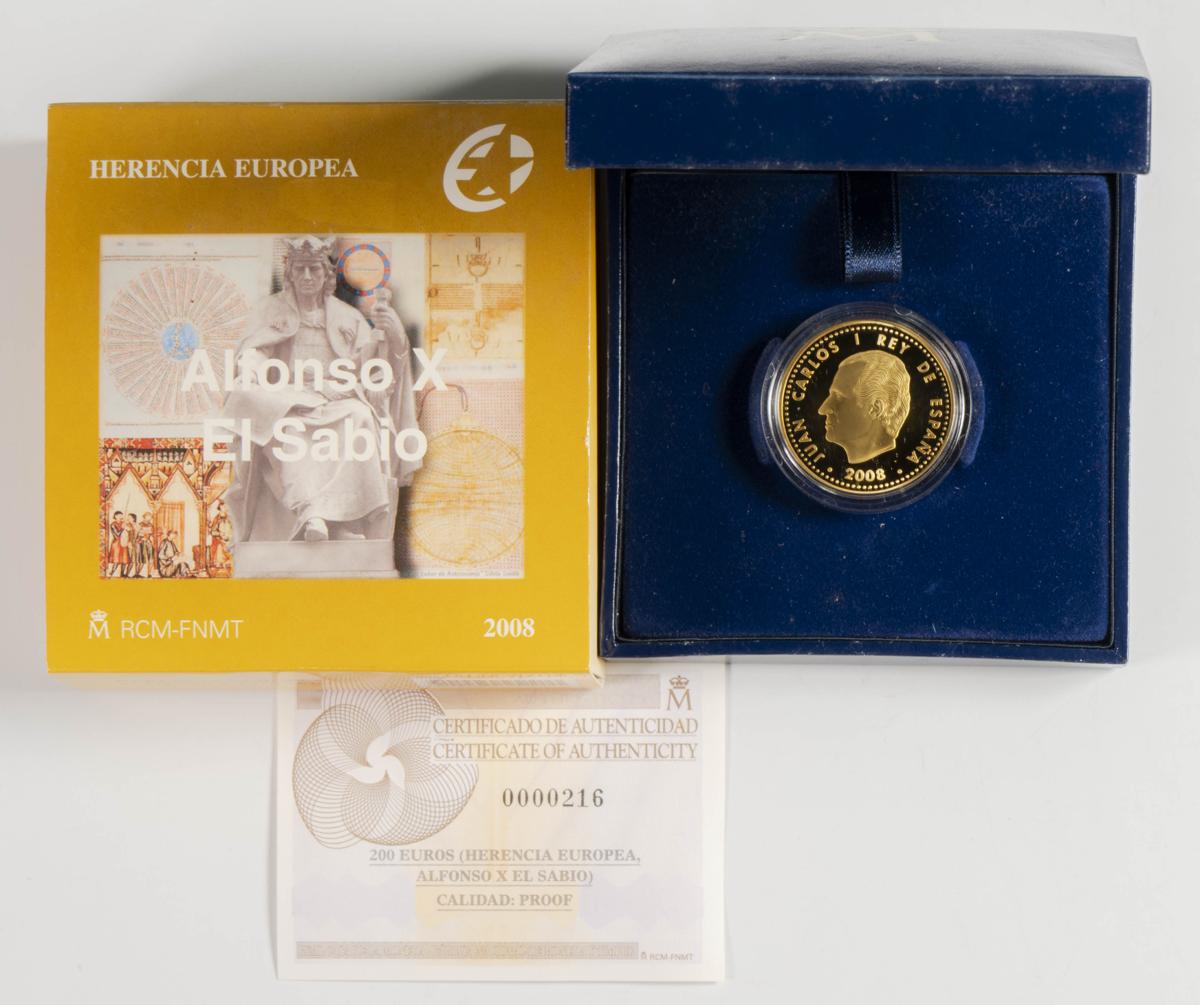 HERENCIA EUROPEA
Alfonso X
El Sabio
M RCM-FNMT
2008
M
JUAN CARLOS I REY DE ESPAÑA
2008
M
CERTIFICADO DE AUTENTICIDAD
CERTIFICATE OF AUTHENTICITY
0000216
200 EUROS (HERENCIA EUROPEA,
ALFONSO X EL SABIO)
CALIDAD: PROOF
M RCM-FNMT